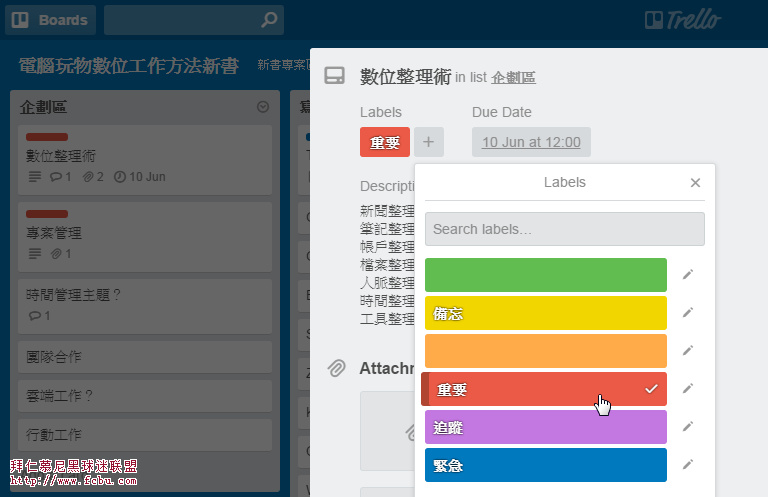 Boards
Trello
電腦玩物數位工作方法新書
新書專案
企劃區
數位整理術
1 2 10 Jun
專案管理
1
時間管理主題？
1
團隊合作
雲端工作？
行動工作
數位整理術 in list 企劃區
Labels
Due Date
重要
10 Jun at 12:00
Descripti
新聞整理
筆記整理
帳戶整理
檔案整理
人脈整理
時間整理
工具整理
Attachm
Labels
Search labels…
備忘
重要
追蹤
緊急
拜仁慕尼黑球迷联盟
http://www.fcbu.com